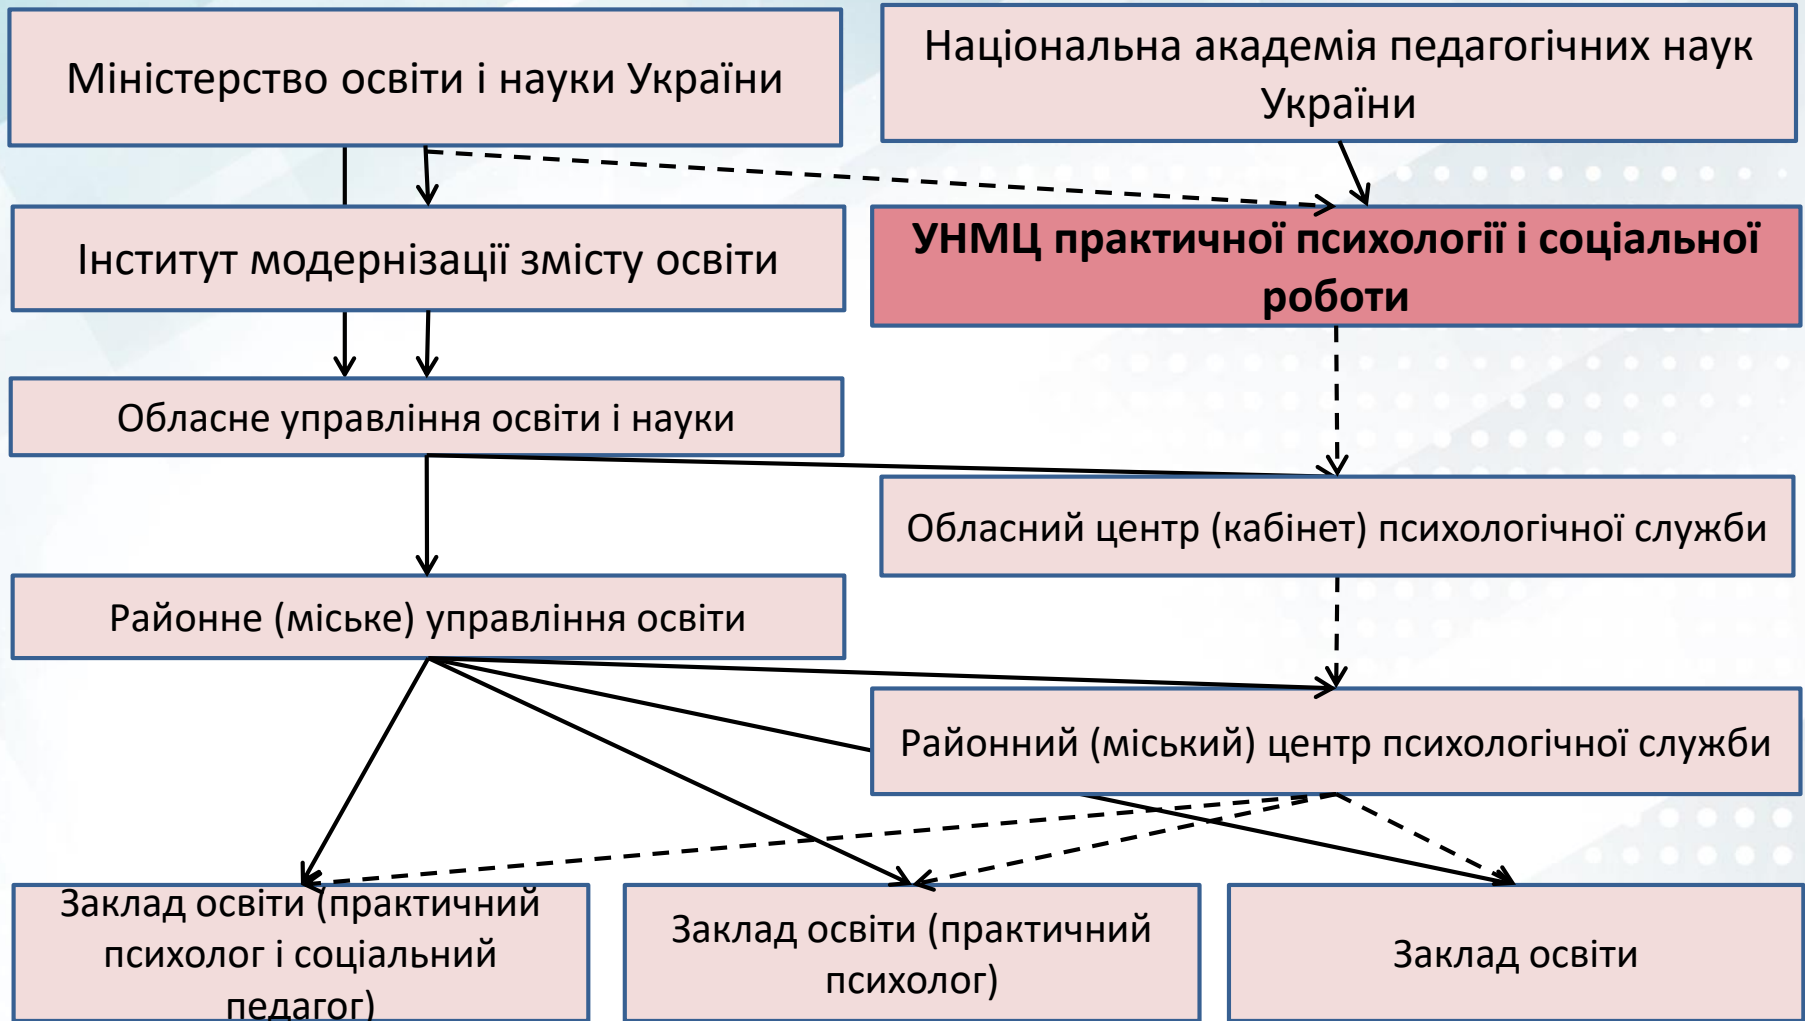 Міністерство освіти і науки України
Національна академія педагогічних наук
України
Інститут модернізації змісту освіти
УНМЦ практичної психології і соціальної
роботи
Обласне управління освіти і науки
Обласний центр (кабінет) психологічної служби
Районне (міське) управління освіти
Районний (міський) центр психологічної служби
Заклад освіти (практичний
психолог і соціальний
педагог)
Заклад освіти (практичний
психолог)
Заклад освіти